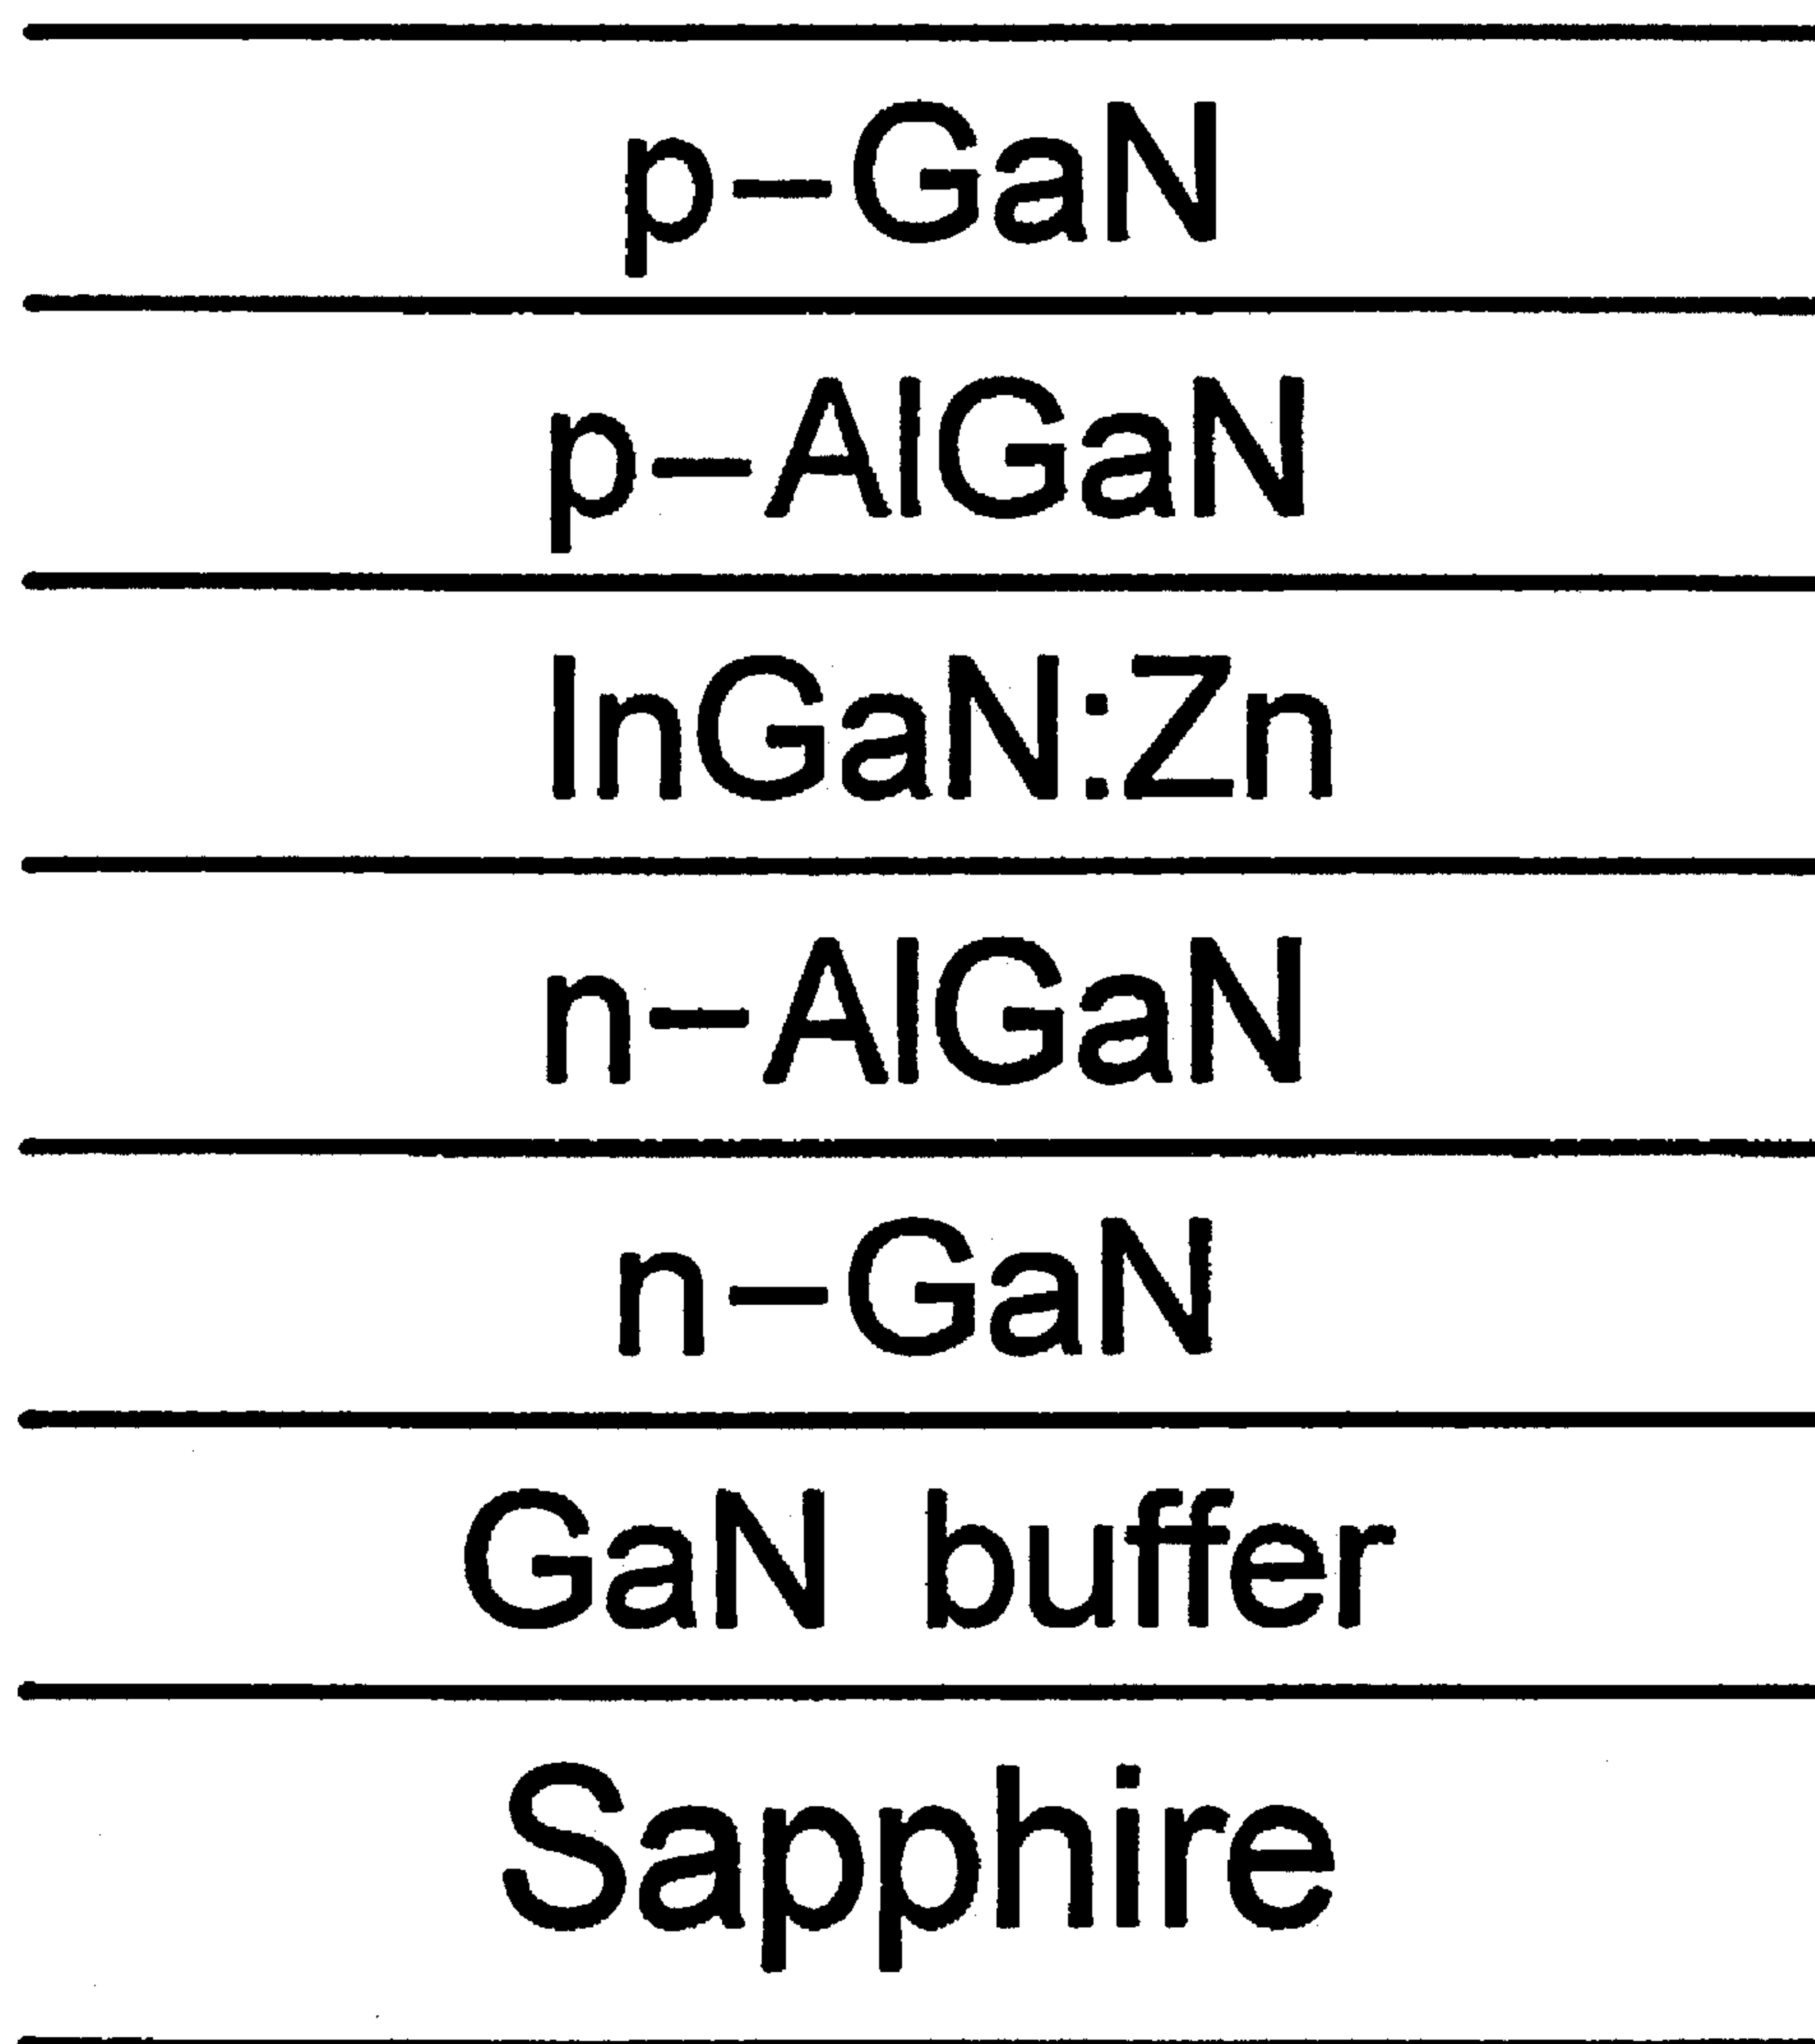 p–GaN
p–AlGaN
InGaN:Zn
n–AlGaN
n–GaN
GaN buffer
Sapphire